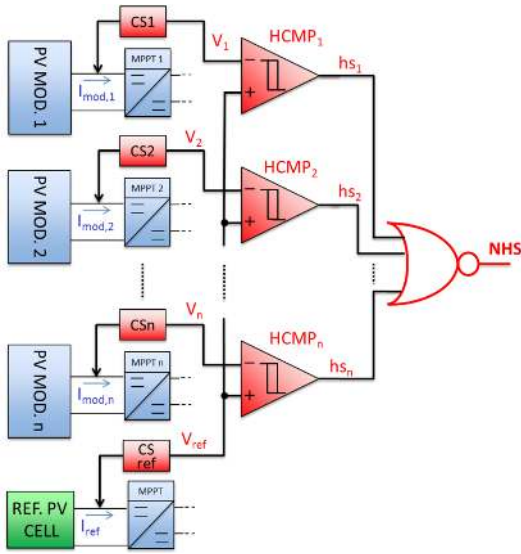 CS1
V1
HCMP1
PV MOD. 1
MPPT 1
Imod,1
hs1
CS2
V2
HCMP2
PV MOD. 2
MPPT 2
Imod,2
hs2
NHS
CSn
Vn
HCMPn
PV MOD. n
MPPT n
Imod,n
hsn
CS
ref
Vref
REF. PV
CELL
MPPT
Iref